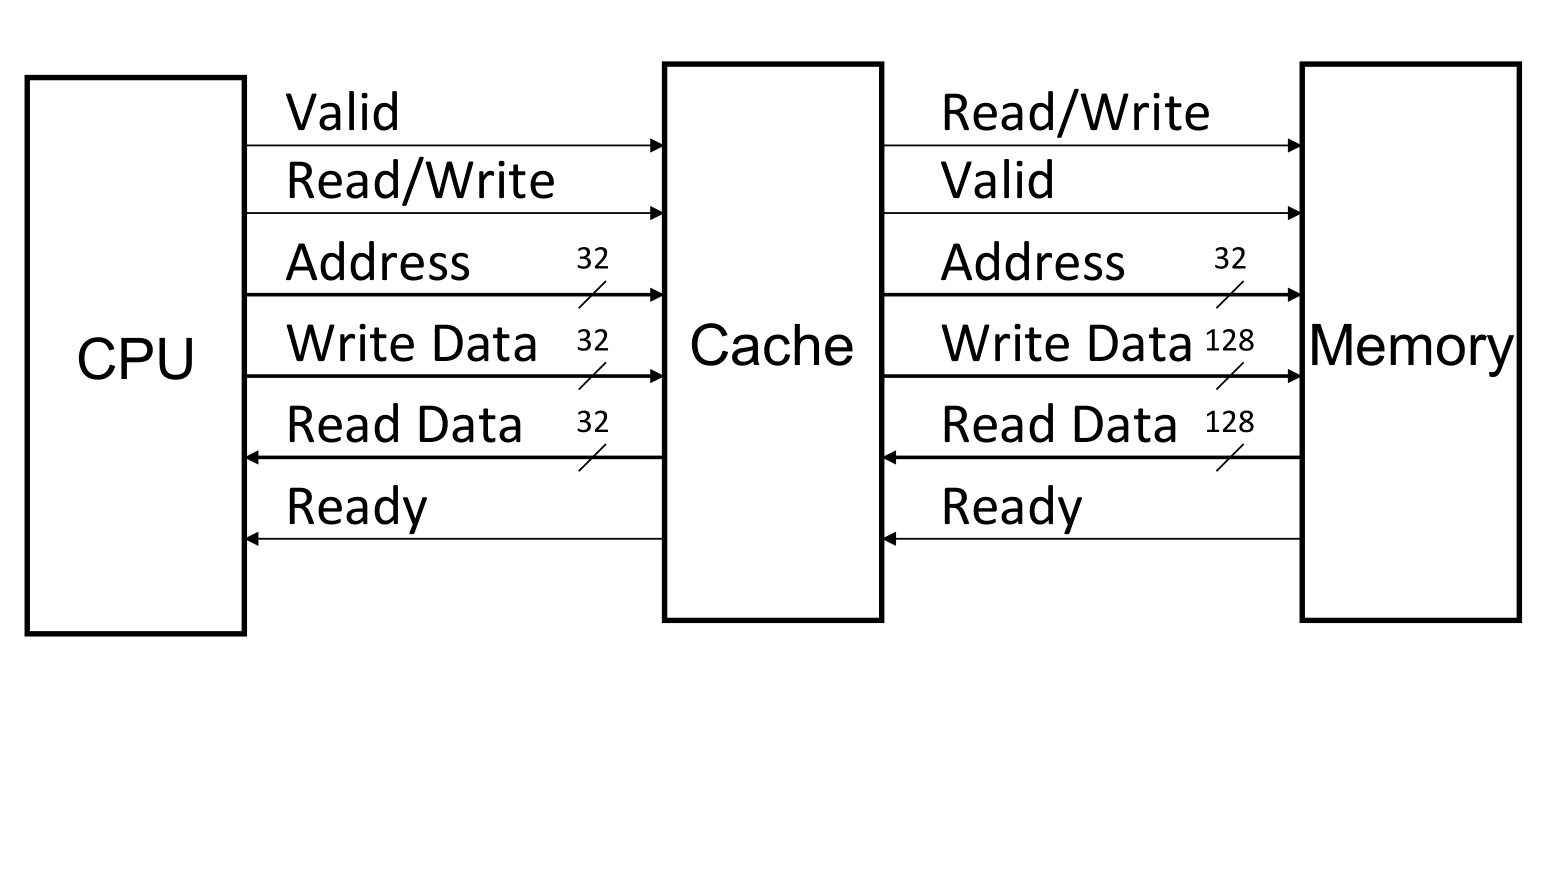 Valid
Read/Write
Address 32
Write Data 32
Read Data 32
Ready
CPU
Cache
Read/Write
Valid
Address 32
Write Data 128
Read Data 128
Ready
Memory